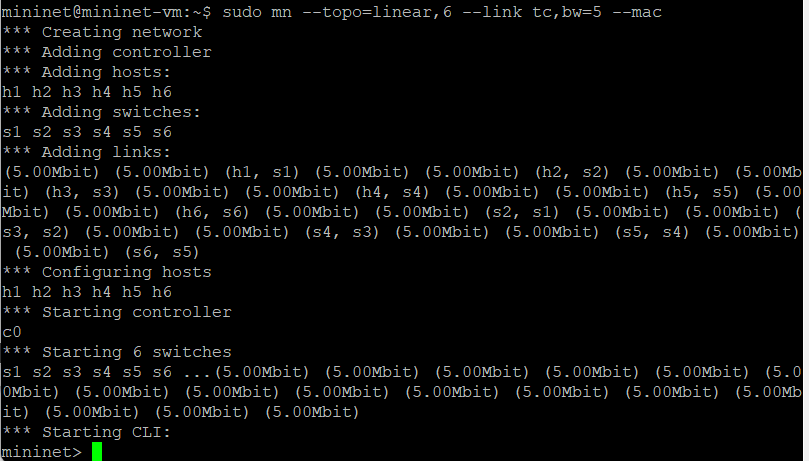 mininet@mininet-vm:~$ sudo mn --topo=linear,6 --link tc,bw=5 --mac
*** Creating network
*** Adding controller
*** Adding hosts:
h1 h2 h3 h4 h5 h6
*** Adding switches:
s1 s2 s3 s4 s5 s6
*** Adding links:
(5.00Mbit) (5.00Mbit) (h1, s1) (5.00Mbit) (5.00Mbit) (h2, s2) (5.00Mbit) (5.00Mb
it) (h3, s3) (5.00Mbit) (5.00Mbit) (h4, s4) (5.00Mbit) (5.00Mbit) (h5, s5) (5.00
Mbit) (5.00Mbit) (h6, s6) (5.00Mbit) (5.00Mbit) (s2, s1) (5.00Mbit) (5.00Mbit) (
s3, s2) (5.00Mbit) (5.00Mbit) (s4, s3) (5.00Mbit) (5.00Mbit) (s5, s4) (5.00Mbit)
 (5.00Mbit) (s6, s5)
*** Configuring hosts
h1 h2 h3 h4 h5 h6
*** Starting controller
c0
*** Starting 6 switches
s1 s2 s3 s4 s5 s6 ...(5.00Mbit) (5.00Mbit) (5.00Mbit) (5.00Mbit) (5.00Mbit) (5.0
0Mbit) (5.00Mbit) (5.00Mbit) (5.00Mbit) (5.00Mbit) (5.00Mbit) (5.00Mbit) (5.00Mb
it) (5.00Mbit) (5.00Mbit) (5.00Mbit)
*** Starting CLI:
mininet>